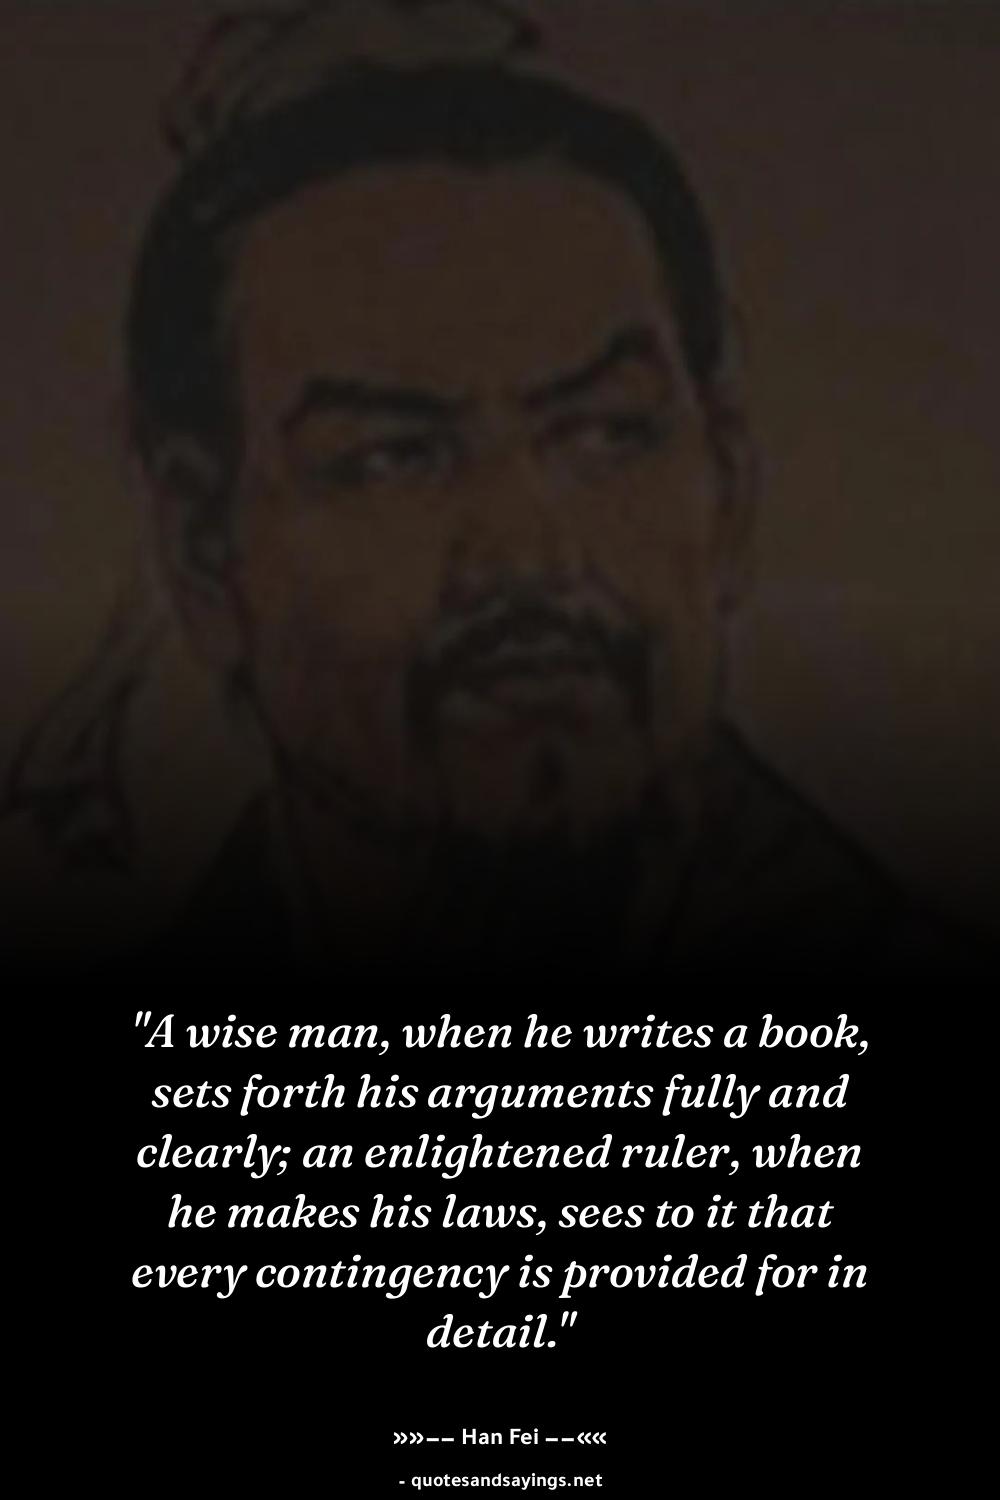 "A wise man, when he writes a book,
sets forth his arguments fully and
clearly; an enlightened ruler, when
he makes his laws, sees to it that
every contingency is provided for in
detail."
»»−− Han Fei −−««
- quotesandsayings.net